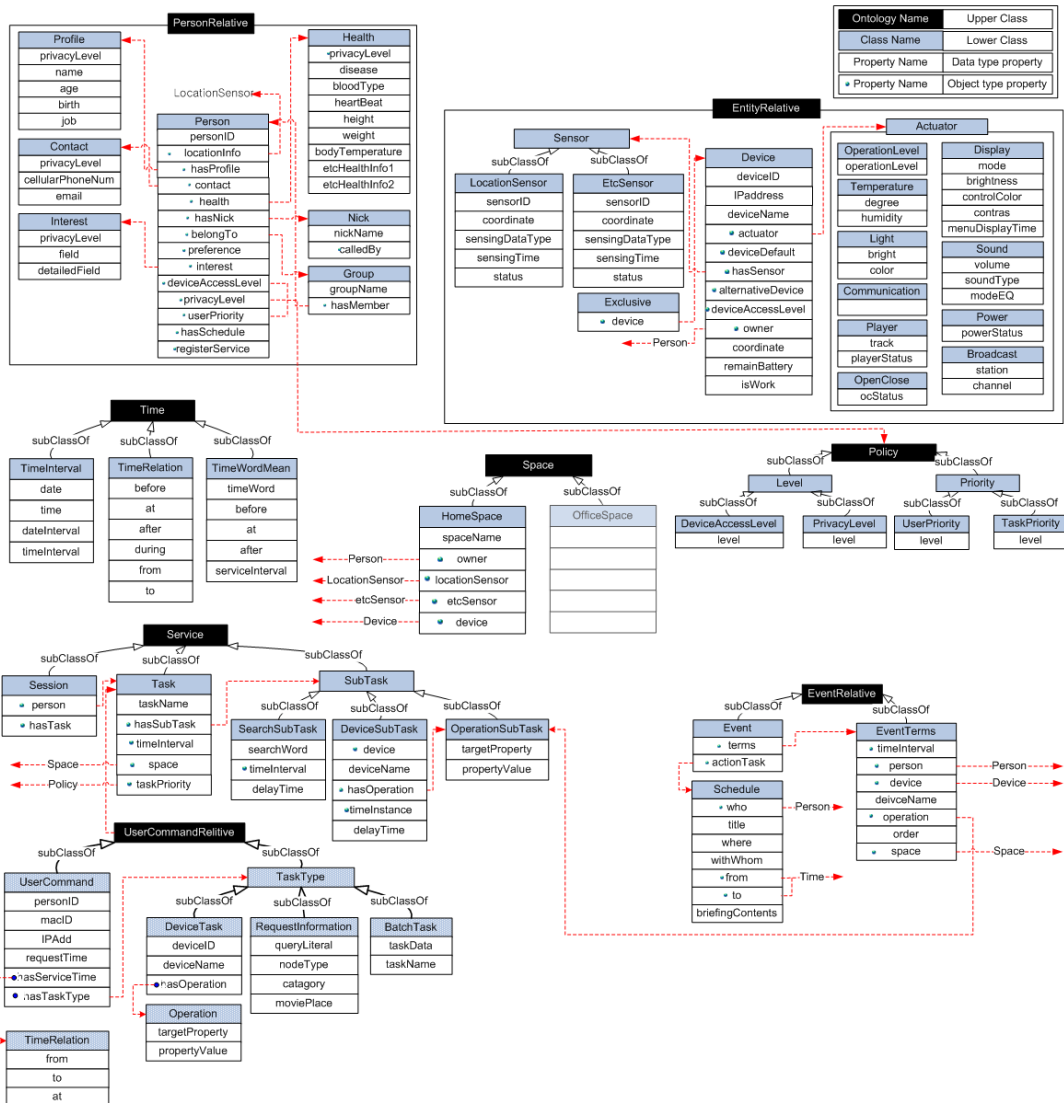 PersonRelative
Profile
privacyLevel
name
age
birth
job
Contact
privacyLevel
cellularPhoneNum
email
Interest
privacyLevel
field
detailedField
LocationSensor
Person
personID
locationInfo
hasProfile
contact
health
hasNick
belongTo
preference
interest
deviceAccessLevel
privacyLevel
userPriority
hasSchedule
registerService
Health
privacyLevel
disease
bloodType
heartBeat
height
weight
bodyTemperature
etcHealthInfo1
etcHealthInfo2
Nick
nickName
calledBy
Group
groupName
hasMember
Ontology Name Upper Class
Class Name Lower Class
Property Name Data type property
Property Name Object type property
EntityRelative
Sensor
subClassOf subClassOf
LocationSensor
sensorID
coordinate
sensingDataType
sensingTime
status
EtcSensor
sensorID
coordinate
sensingDataType
sensingTime
status
Exclusive
device
Person
Device
deviceID
IPaddress
deviceName
actuator
deviceDefault
hasSensor
alternativeDevice
deviceAccessLevel
owner
coordinate
remainBattery
isWork
Actuator
OperationLevel
operationLevel
Temperature
degree
humidity
Light
bright
color
Communication
Player
track
playerStatus
OpenClose
ocStatus
Display
mode
brightness
controlColor
contras
menuDisplayTime
Sound
volume
soundType
modeEQ
Power
powerStatus
Broadcast
station
channel
Time
subClassOf subClassOf subClassOf
TimeInterval
date
time
dateInterval
timeInterval
TimeRelation
before
at
after
during
from
to
TimeWordMean
timeWord
before
at
after
serviceInterval
Space
subClassOf subClassOf
HomeSpace
spaceName
owner
locationSensor
etcSensor
device
Person
LocationSensor
etcSensor
Device
OfficeSpace
Policy
subClassOf subClassOf
Level Priority
subClassOf subClassOf subClassOf subClassOf
DeviceAccessLevel
level
PrivacyLevel
level
UserPriority
level
TaskPriority
level
Service
subClassOf subClassOf subClassOf
Session
person
hasTask
Task
taskName
hasSubTask
timeInterval
space
taskPriority
Space
Policy
SubTask
subClassOf subClassOf subClassOf
SearchSubTask
searchWord
timeInterval
delayTime
DeviceSubTask
device
deviceName
hasOperation
timeInstance
delayTime
OperationSubTask
targetProperty
propertyValue
EventRelative
subClassOf subClassOf
Event
terms
actionTask
Schedule
who
title
where
withWhom
from
to
briefingContents
Person
Time
EventTerms
timeInterval
person
device
deivceName
operation
order
space
Person
Device
Space
UserCommandRelitive
subClassOf subClassOf
UserCommand
personID
macID
IPAdd
requestTime
hasServiceTime
hasTaskType
TaskType
subClassOf subClassOf subClassOf
DeviceTask
deviceID
deviceName
hasOperation
Operation
targetProperty
propertyValue
RequestInformation
queryLiteral
nodeType
catagory
moviePlace
BatchTask
taskData
taskName
TimeRelation
from
to
at